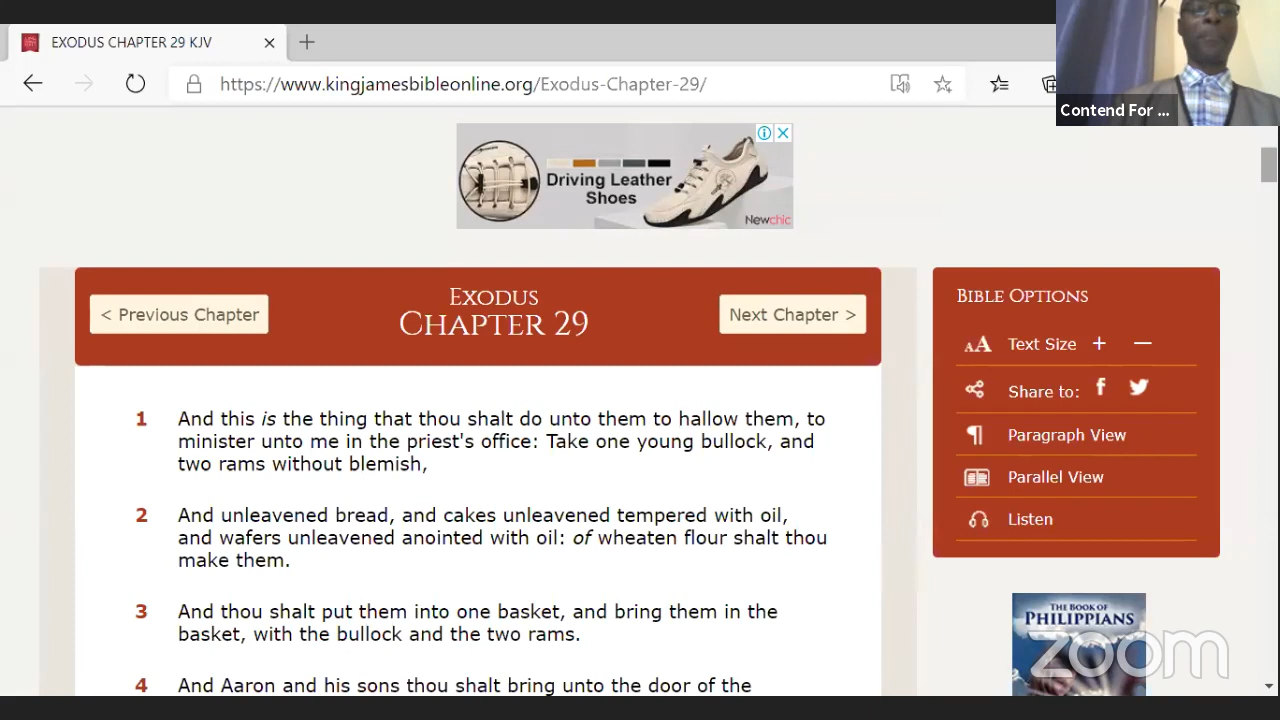 EXODUS CHAPTER 29 KJV
https://www.kingjamesbibleonline.org/Exodus-Chapter-29/
Contend For ...
Driving Leather
Shoes
Newchic
< Previous Chapter
EXODUS
CHAPTER 29
Next Chapter >
1 And this is the thing that thou shalt do unto them to hallow them, to
minister unto me in the priest's office: Take one young bullock, and
two rams without blemish,
2 And unleavened bread, and cakes unleavened tempered with oil,
and wafers unleavened anointed with oil: of wheaten flour shalt thou
make them.
3 And thou shalt put them into one basket, and bring them in the
basket, with the bullock and the two rams.
4 And Aaron and his sons thou shalt bring unto the door of the
BIBLE OPTIONS
AA Text Size + —
Share to:
Paragraph View
Parallel View
Listen
THE BOOK OF
PHILIPPIANS
zoom